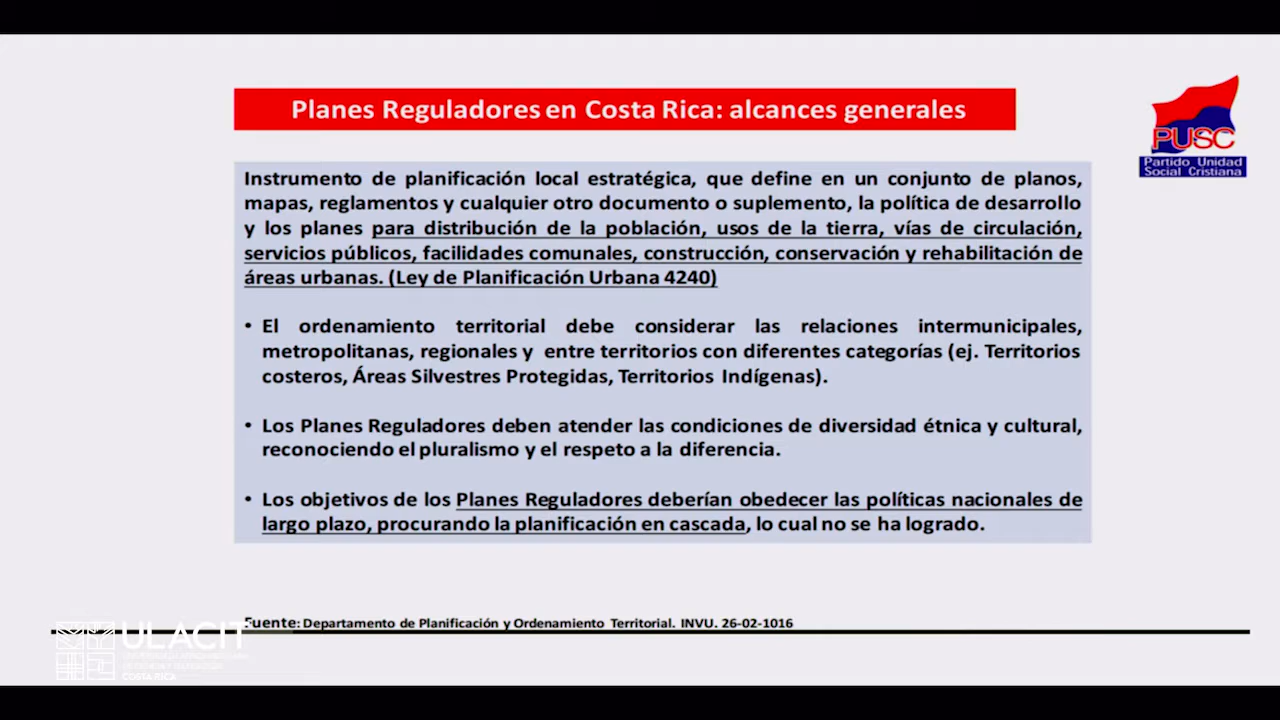 Planes Reguladores en Costa Rica: alcances generales
PUSC
Partido Unidad
Social Cristiana
Instrumento de planificación local estratégica, que define en un conjunto de planos,
mapas, reglamentos y cualquier otro documento o suplemento, la política de desarrollo
y los planes para distribución de la población, usos de la tierra, vías de circulación,
servicios públicos, facilidades comunales, construcción, conservación y rehabilitación de
áreas urbanas. (Ley de Planificación Urbana 4240)
• El ordenamiento territorial debe considerar las relaciones intermunicipales,
metropolitanas, regionales y entre territorios con diferentes categorías (ej. Territorios
costeros, Áreas Silvestres Protegidas, Territorios Indígenas).
• Los Planes Reguladores deben atender las condiciones de diversidad étnica y cultural,
reconociendo el pluralismo y el respeto a la diferencia.
• Los objetivos de los Planes Reguladores deberían obedecer las políticas nacionales de
largo plazo, procurando la planificación en cascada, lo cual no se ha logrado.
Fuente: Departamento de Planificación y Ordenamiento Territorial. INVU. 26-02-1016
ULACIT
COSTA RICA